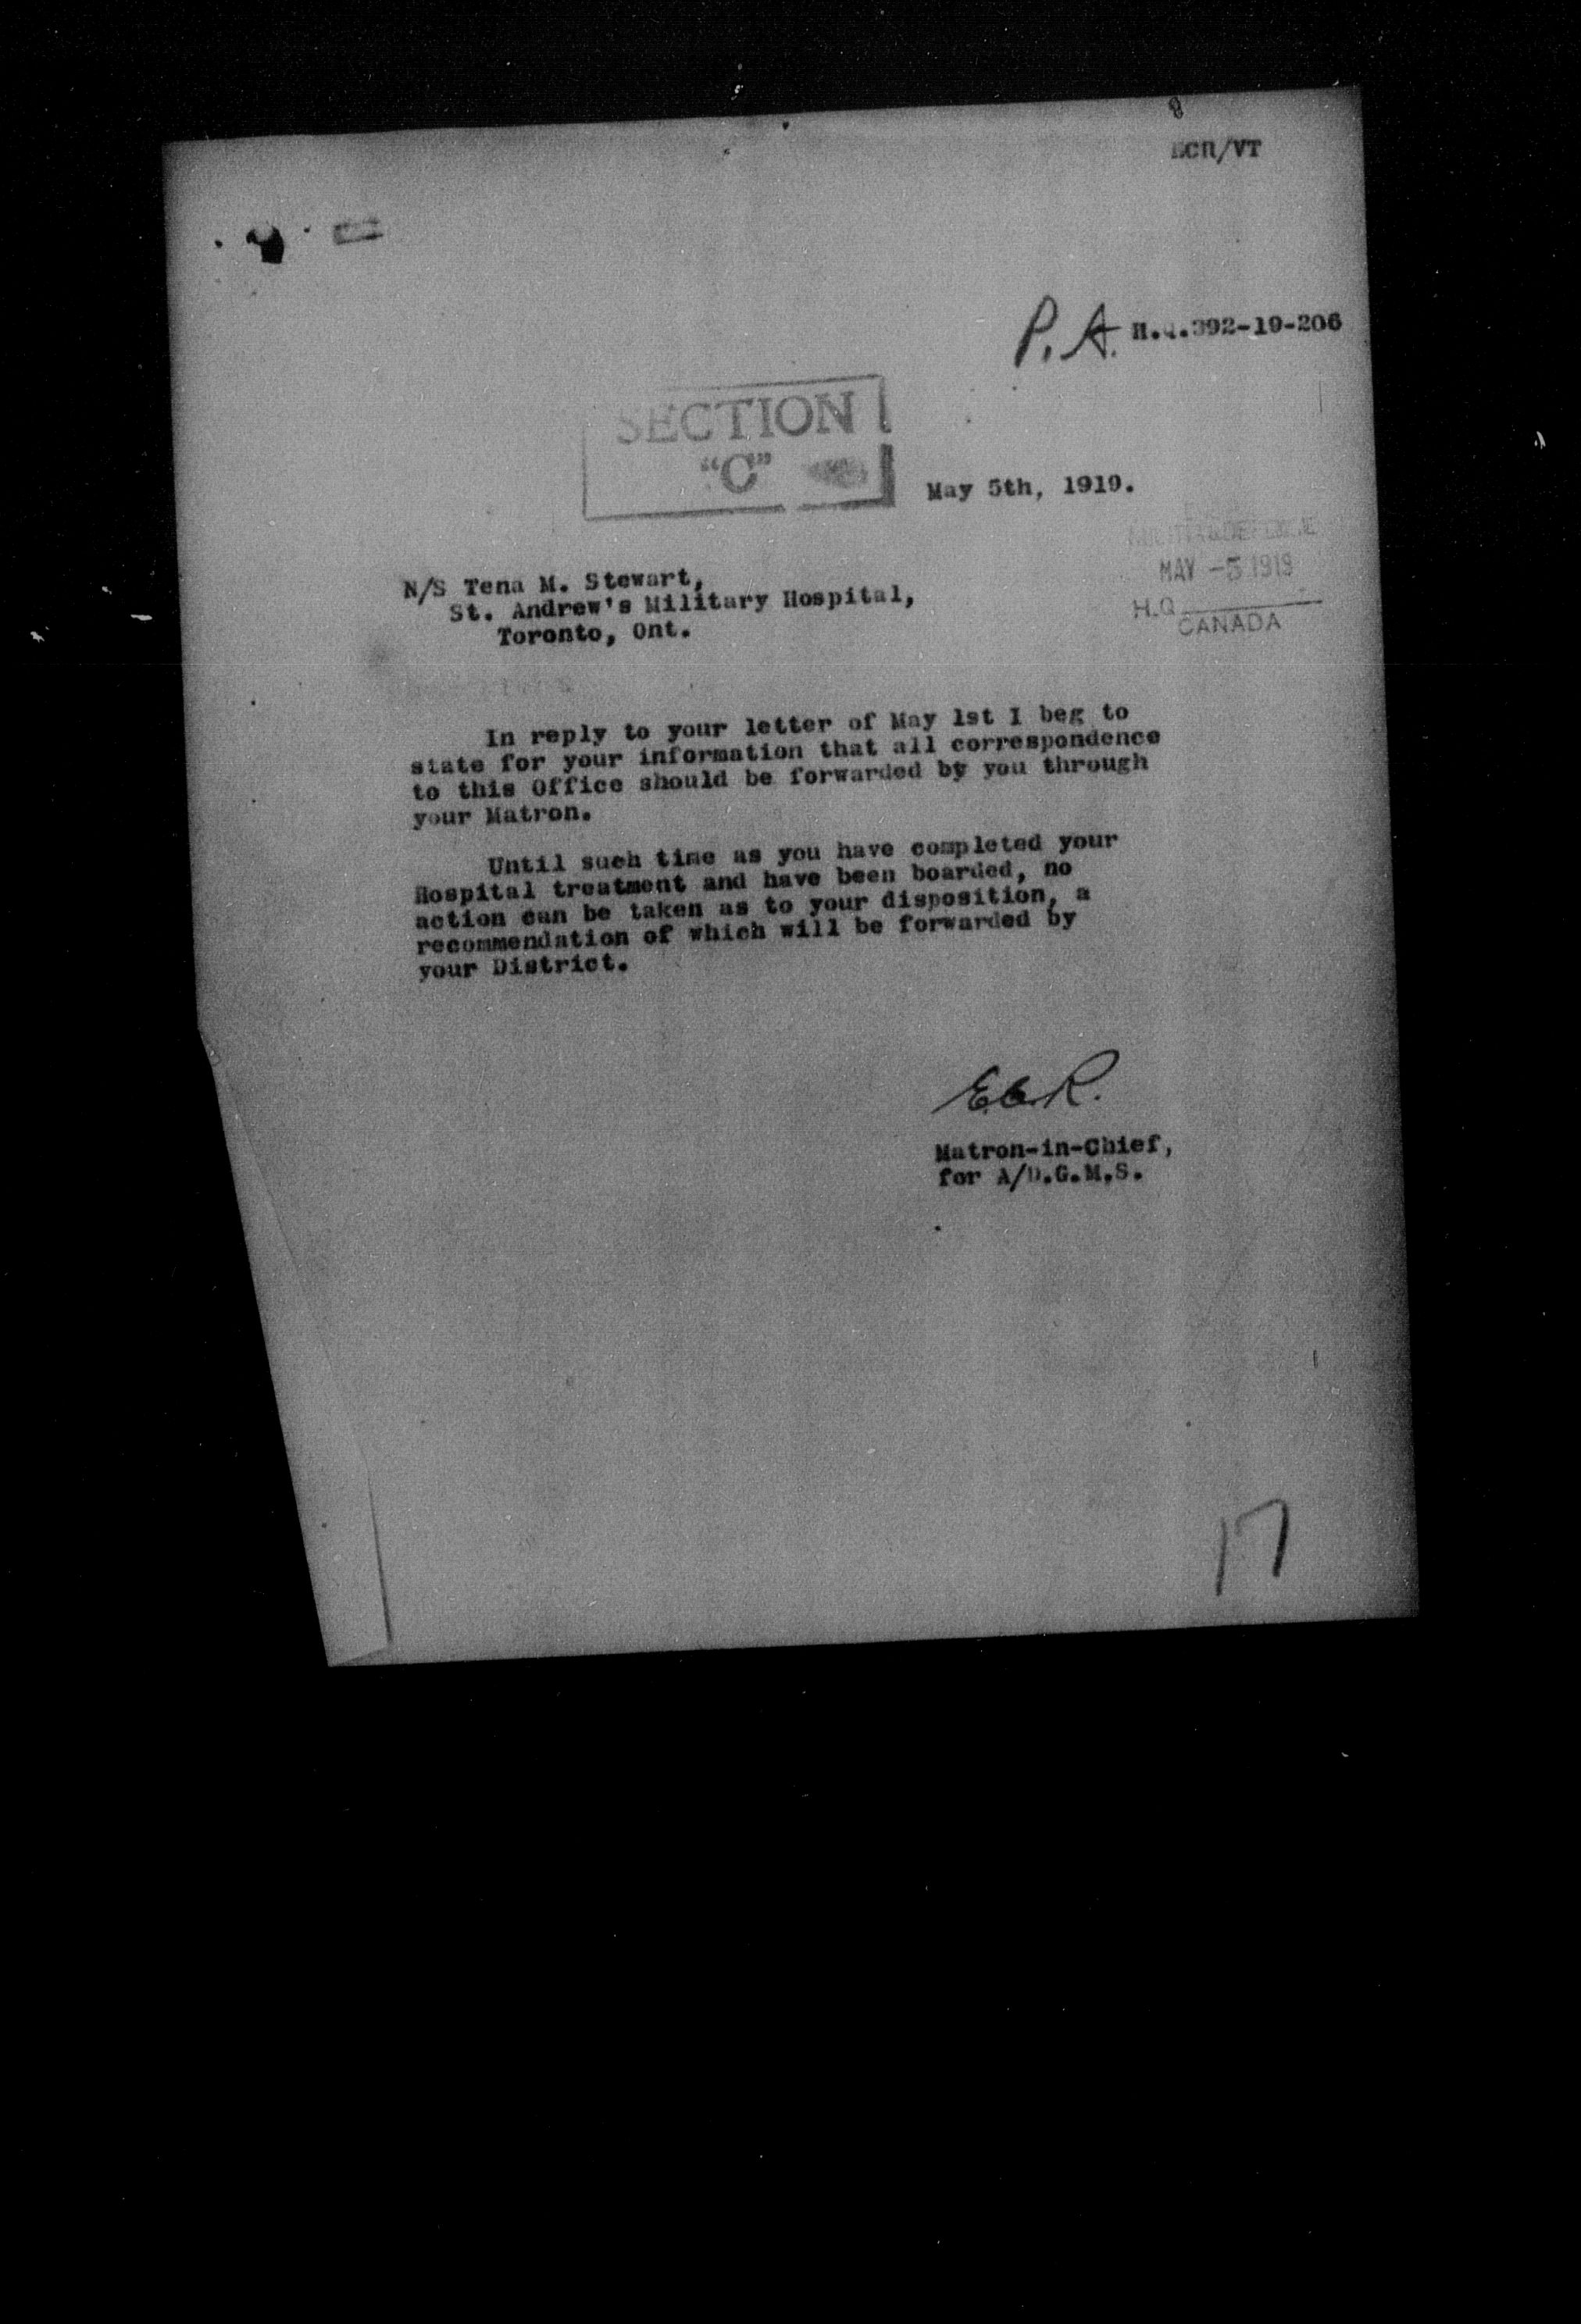 ECR/VT
P.A. H.Q.392-19-206
SECTION
"C"
May 5th, 1919.
MILITIA & DEFENCE
MAY -5 1919
H.Q.
CANADA
N/S Tena M. Stewart,
St. Andrew's Military Hospital,
Toronto, Ont.
In reply to your letter of May 1st I beg to
state for your information that all correspondence
to this Office should be forwarded by you through
your Matron.
Until such time as you have completed your
Hospital treatment and have been boarded, no
action can be taken as to your disposition, a
recommendation of which will be forwarded by
your District.
E.C.R.
Matron-in-Chief,
for A/D.G.M.S.
17